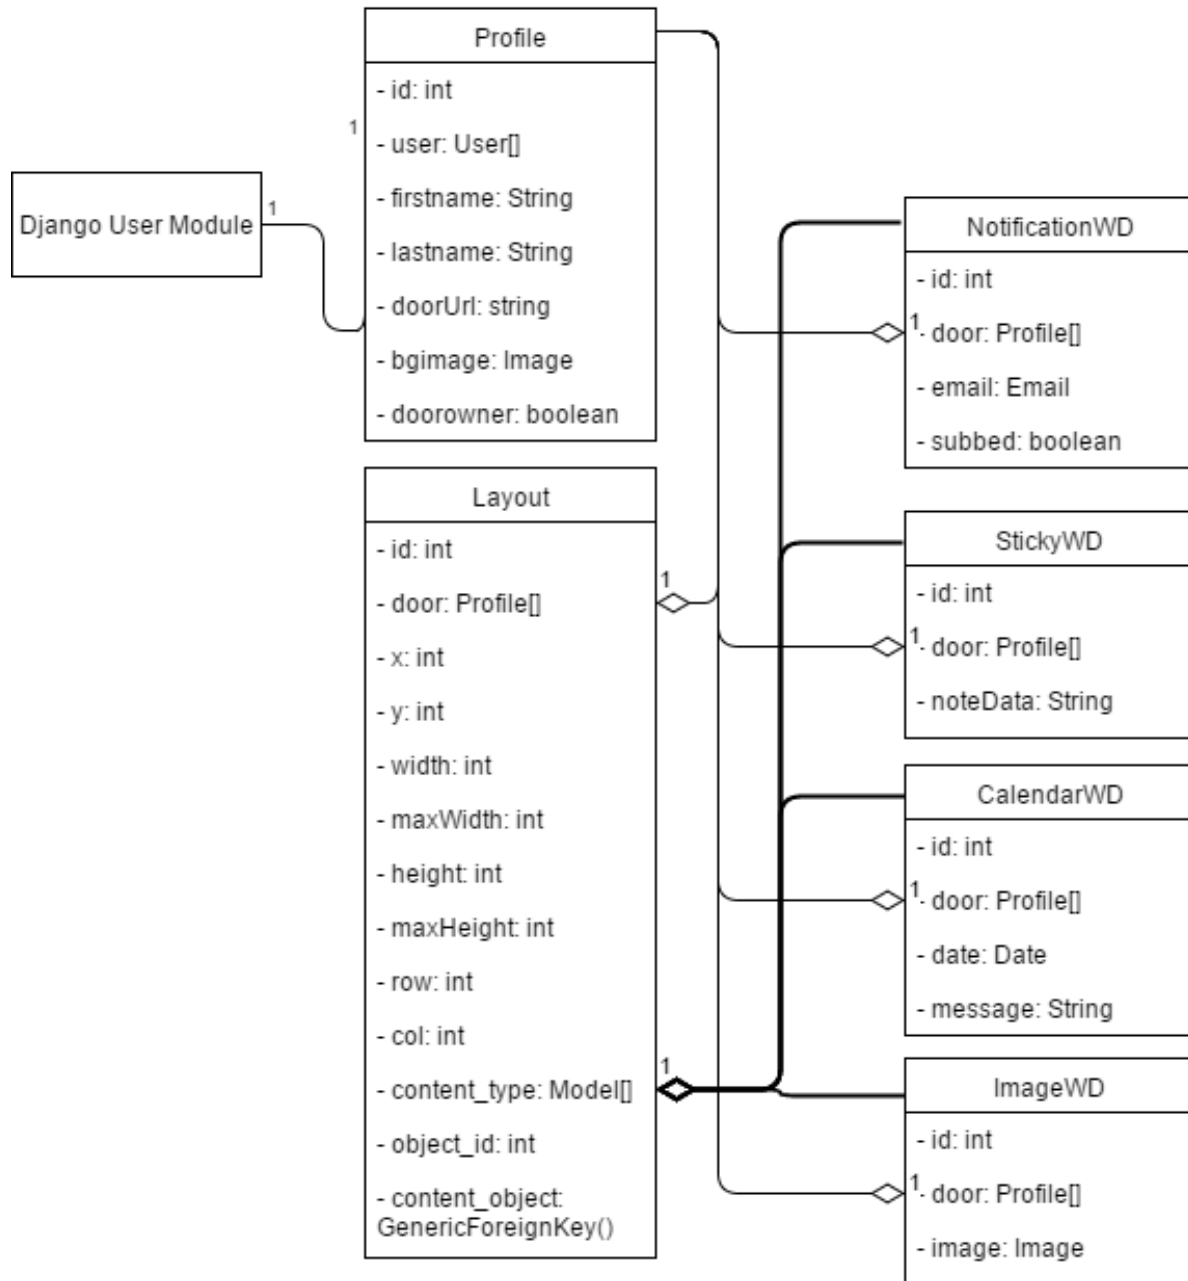 Profile
- id: int
1
- user: User[]
- firstname: String
- lastname: String
- doorUrl: string
- bgimage: Image
- doorowner: boolean
1
Django User Module
Layout
- id: int
1
- door: Profile[]
- x: int
- y: int
- width: int
- maxWidth: int
- height: int
- maxHeight: int
- row: int
- col: int
1
- content_type: Model[]
- object_id: int
- content_object:
GenericForeignKey()
NotificationWD
- id: int
1
- door: Profile[]
- email: Email
- subbed: boolean
StickyWD
- id: int
1
- door: Profile[]
- noteData: String
CalendarWD
- id: int
1
- door: Profile[]
- date: Date
- message: String
ImageWD
- id: int
1
- door: Profile[]
- image: Image